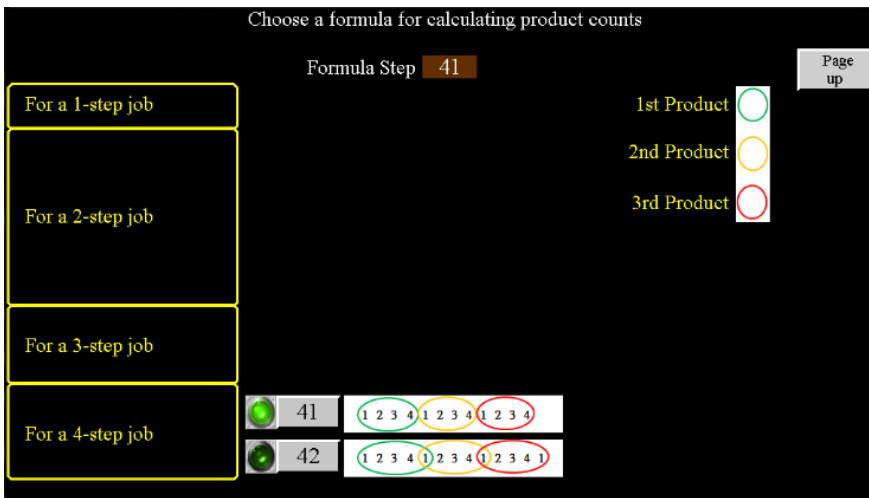 Choose a formula for calculating product counts
Formula Step 41
Page
up
For a 1-step job
1st Product
2nd Product
3rd Product
For a 2-step job
For a 3-step job
For a 4-step job
41 1 2 3 4 1 2 3 4 1 2 3 4
42 1 2 3 4 1 2 3 4 1 2 3 4 1